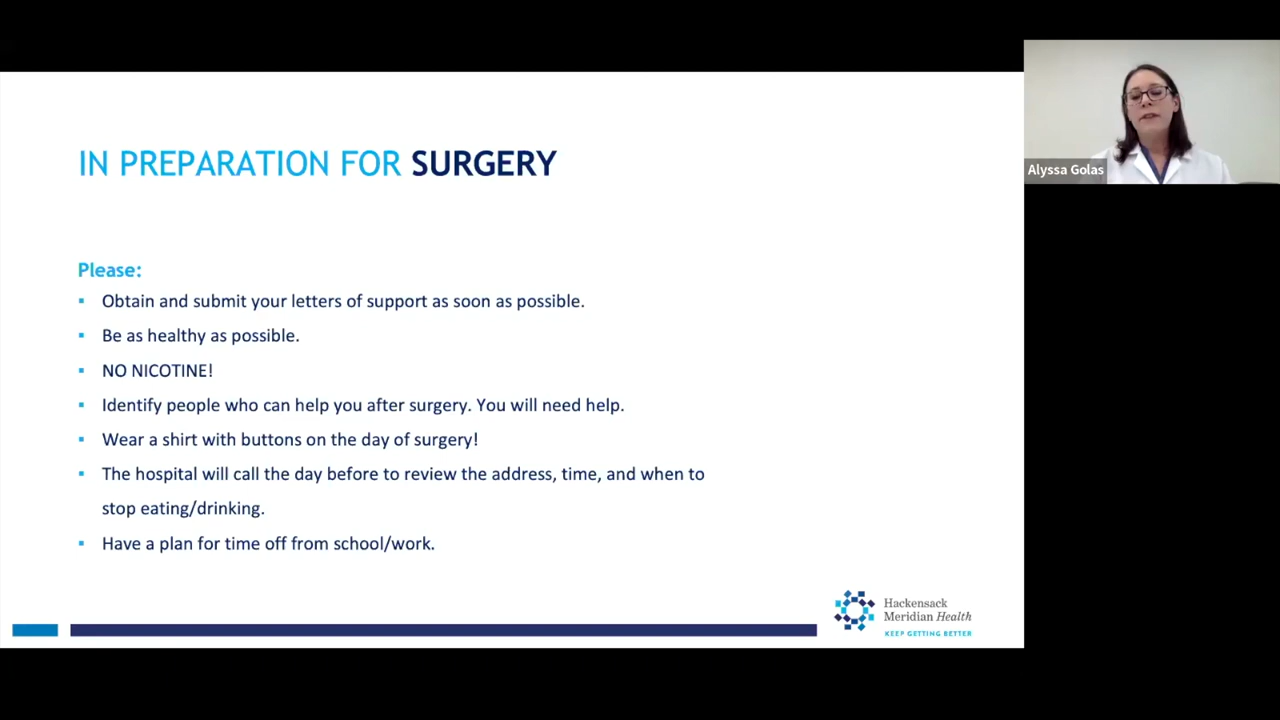 IN PREPARATION FOR SURGERY
Please:
Obtain and submit your letters of support as soon as possible.
Be as healthy as possible.
NO NICOTINE!
Identify people who can help you after surgery. You will need help.
Wear a shirt with buttons on the day of surgery!
The hospital will call the day before to review the address, time, and when to
stop eating/drinking.
Have a plan for time off from school/work.
Hackensack
Meridian Health
KEEP GETTING BETTER
Alyssa Golas